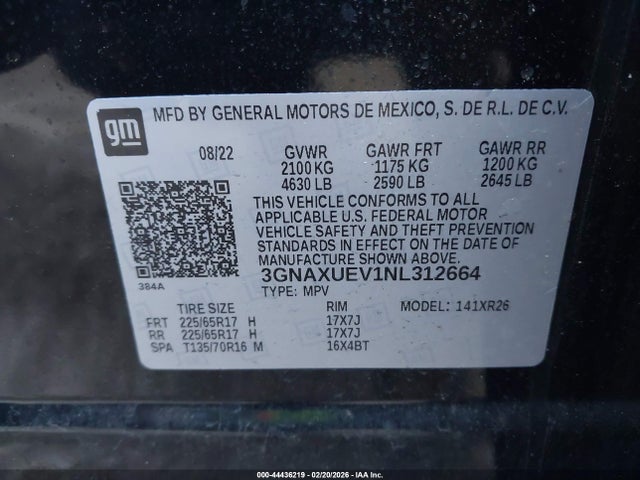 gm
MFD BY GENERAL MOTORS DE MEXICO, S. DE R.L. DE C.V.
08/22 GVWR GAWR FRT GAWR RR
2100 KG 1175 KG 1200 KG
4630 LB 2590 LB 2645 LB
THIS VEHICLE CONFORMS TO ALL
APPLICABLE U.S. FEDERAL MOTOR
VEHICLE SAFETY AND THEFT PREVENTION
STANDARDS IN EFFECT ON THE DATE OF
MANUFACTURE SHOWN ABOVE.
3GNAXUEV1NL312664
384A
TYPE: MPV
TIRE SIZE RIM MODEL: 141XR26
FRT 225/65R17 H 17X7J
RR 225/65R17 H 17X7J
SPA T135/70R16 M 16X4BT
000-44436219 - 02/20/2026 - IAA Inc.